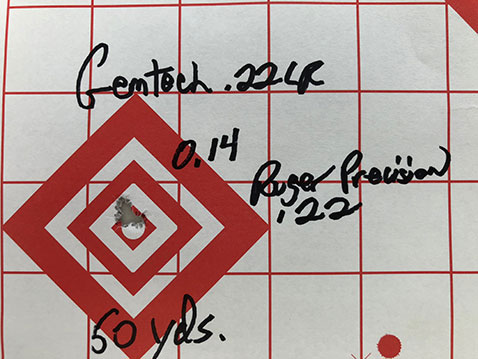 Gemtech .22LR
0.14
Ruger Precision
.22
50 yds.